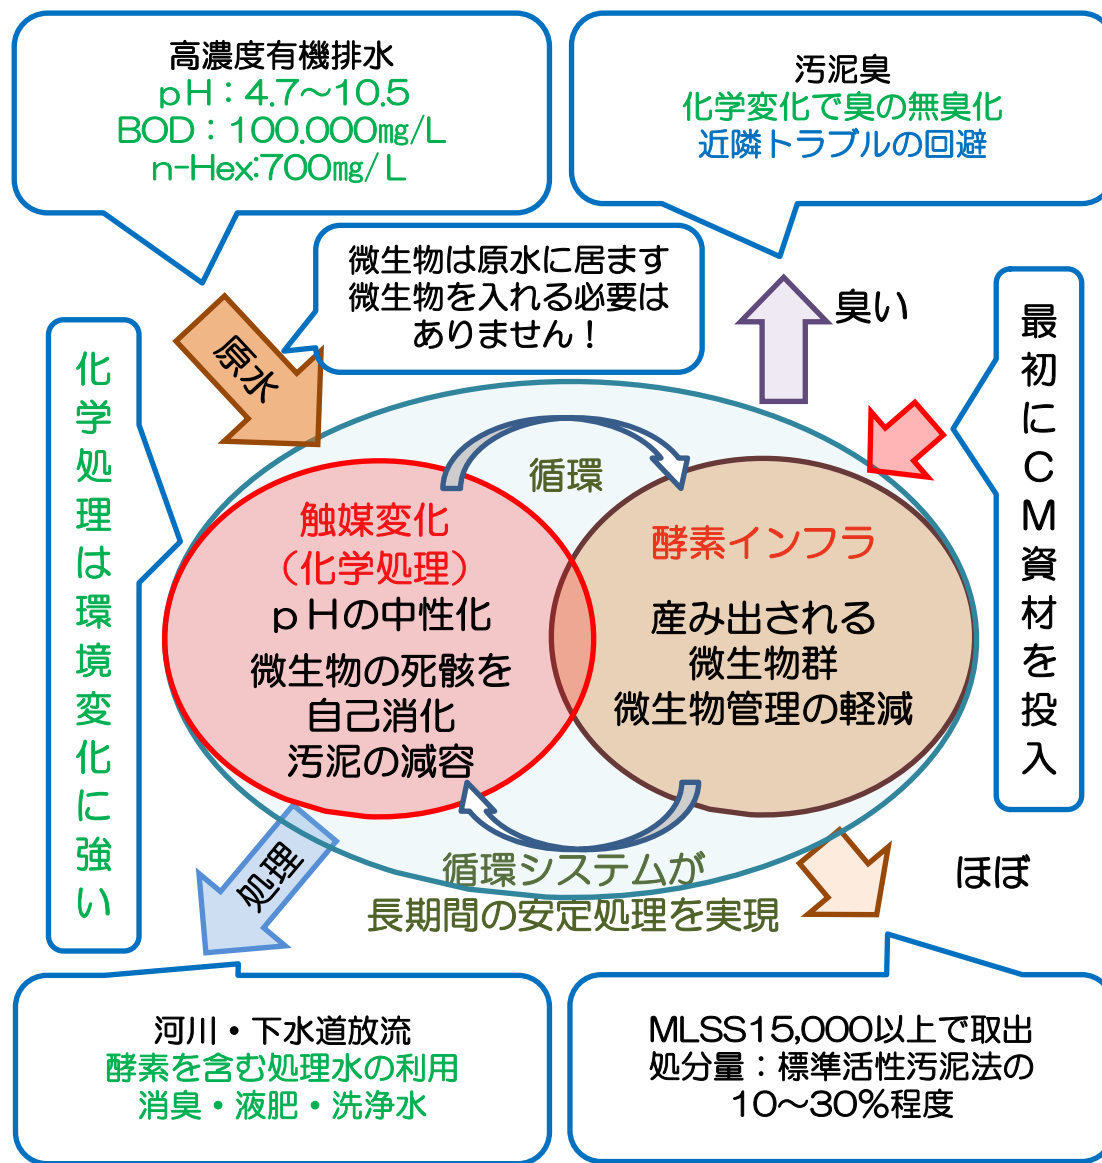 高濃度有機排水
pH：4.7～10.5
BOD：100.000㎎/L
n-Hex:700㎎/L
汚泥臭
化学変化で臭の無臭化
近隣トラブルの回避
微生物は原水に居ます
微生物を入れる必要は
ありません！
臭い
原水
最初にCM資材を投入
化学処理は環境変化に強い
循環
触媒変化
（化学処理）
pHの中性化
微生物の死骸を
自己消化
汚泥の減容
酵素インフラ
産み出される
微生物群
微生物管理の軽減
処理
循環システムが
長期間の安定処理を実現
ほぼ
河川・下水道放流
酵素を含む処理水の利用
消臭・液肥・洗浄水
MLSS15,000以上で取出
処分量：標準活性汚泥法の
10～30%程度